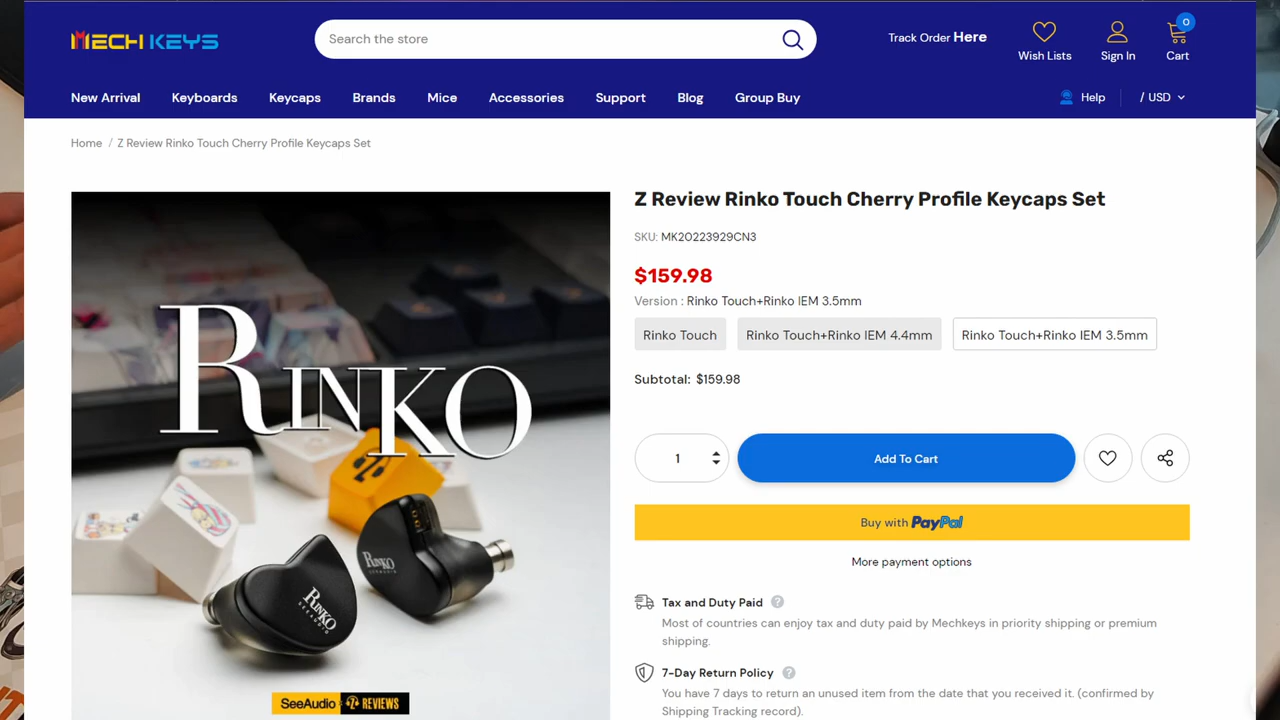 MECHKEYS
Search the store
Track Order Here
Wish Lists
Sign In
0
Cart
New Arrival
Keyboards
Keycaps
Brands
Mice
Accessories
Support
Blog
Group Buy
Help
/ USD
Home / Z Review Rinko Touch Cherry Profile Keycaps Set
RINKO
RINKO
RINKO
SEEAUDIO
SeeAudio Z REVIEWS
Z Review Rinko Touch Cherry Profile Keycaps Set
SKU: MK20223929CN3
$159.98
Version : Rinko Touch+Rinko IEM 3.5mm
Rinko Touch
Rinko Touch+Rinko IEM 4.4mm
Rinko Touch+Rinko IEM 3.5mm
Subtotal: $159.98
1
Add To Cart
Buy with PayPal
More payment options
Tax and Duty Paid ?
Most of countries can enjoy tax and duty paid by Mechkeys in priority shipping or premium
shipping.
7-Day Return Policy ?
You have 7 days to return an unused item from the date that you received it. (confirmed by
Shipping Tracking record).